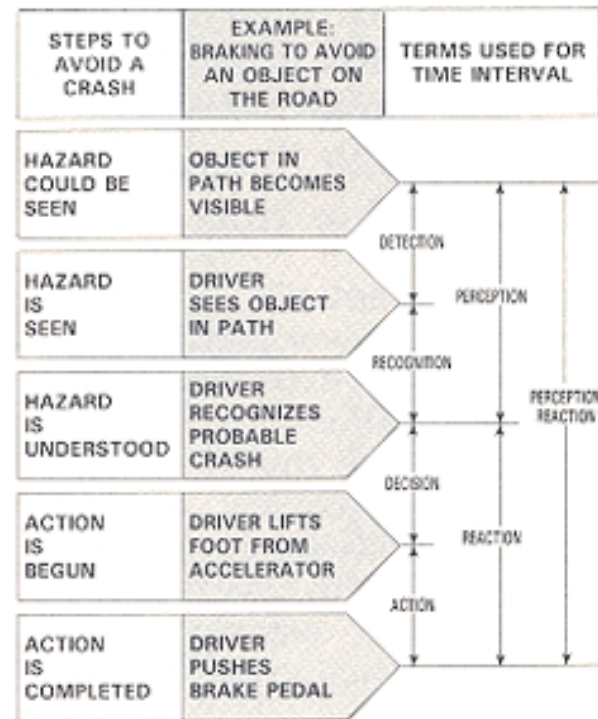 STEPS TO
AVOID A
CRASH
EXAMPLE:
BRAKING TO AVOID
AN OBJECT ON
THE ROAD
TERMS USED FOR
TIME INTERVAL
HAZARD
COULD BE
SEEN
OBJECT IN
PATH BECOMES
VISIBLE
DETECTION
HAZARD
IS
SEEN
DRIVER
SEES OBJECT
IN PATH
PERCEPTION
RECOGNITION
HAZARD
IS
UNDERSTOOD
DRIVER
RECOGNIZES
PROBABLE
CRASH
PERCEPTION
REACTION
DECISION
ACTION
IS
BEGUN
DRIVER LIFTS
FOOT FROM
ACCELERATOR
REACTION
ACTION
ACTION
IS
COMPLETED
DRIVER
PUSHES
BRAKE PEDAL